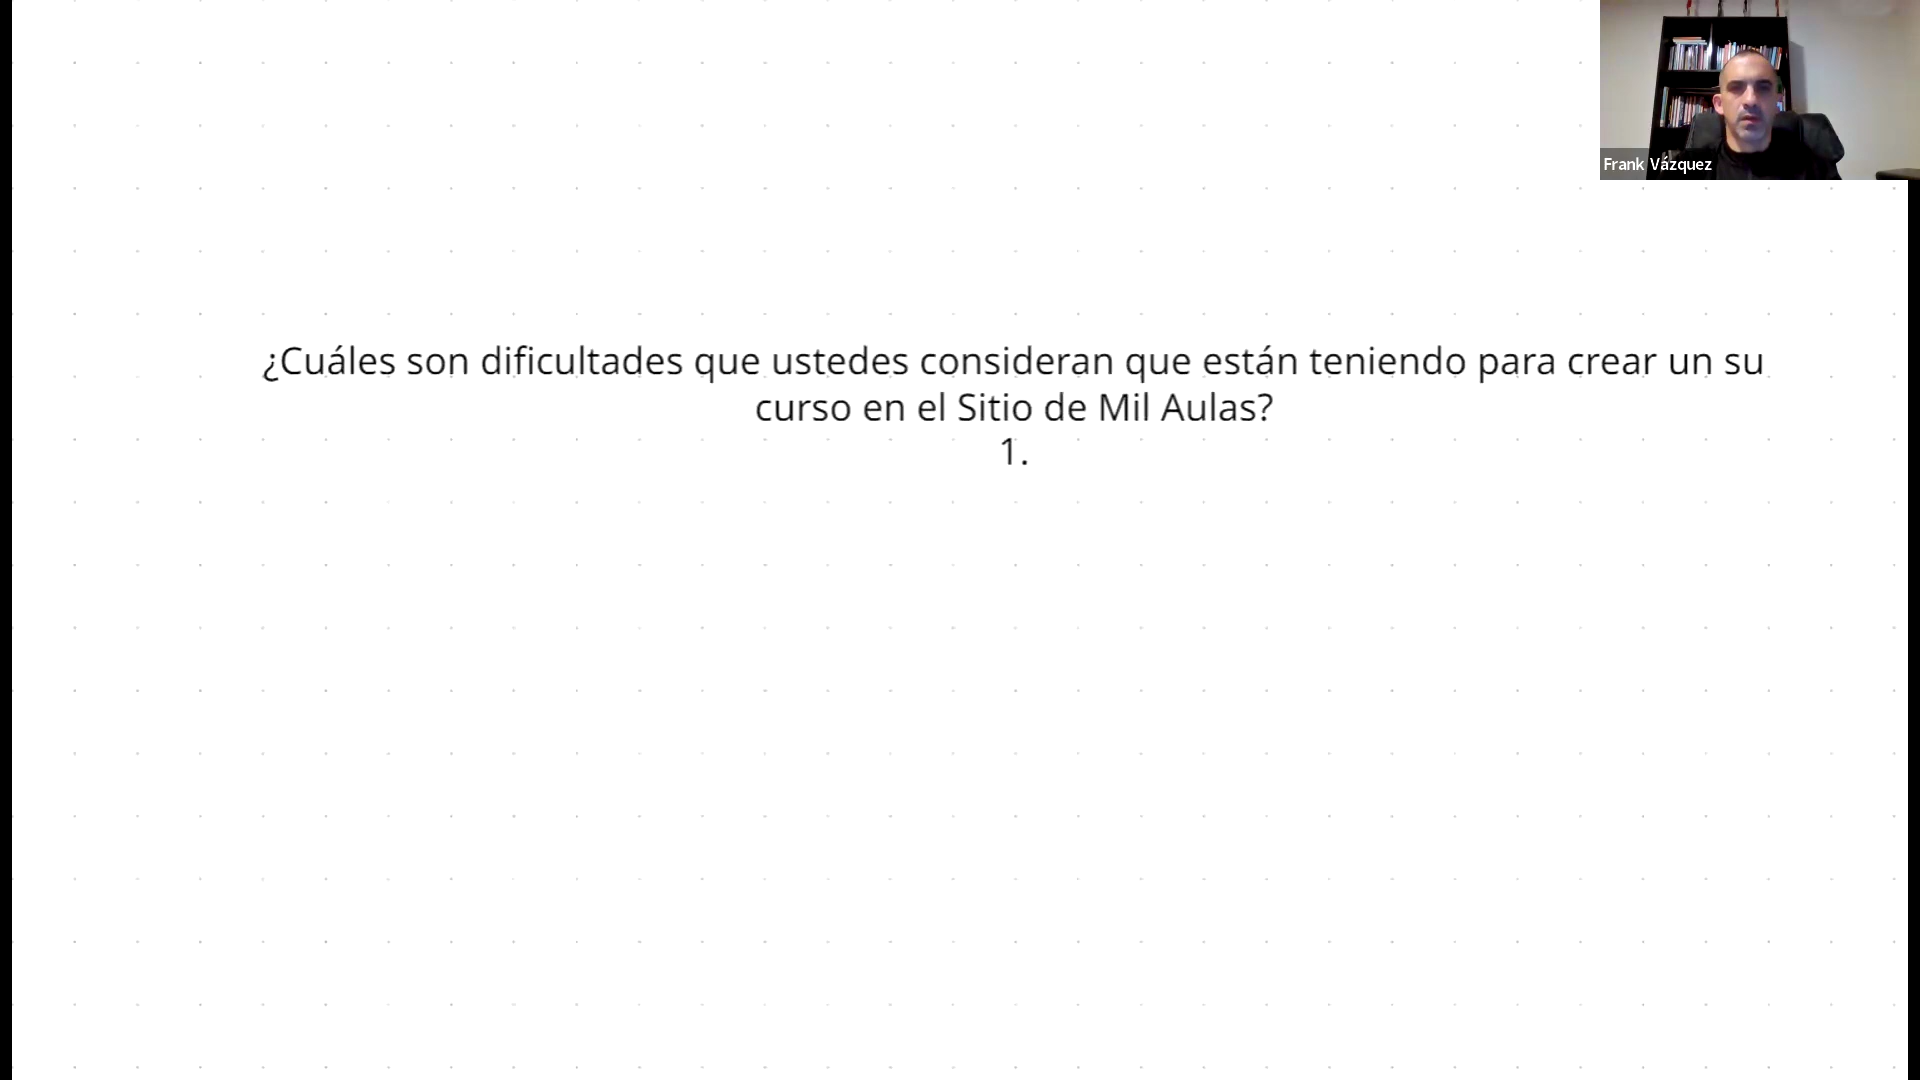 ¿Cuáles son dificultades que ustedes consideran que están teniendo para crear un su
curso en el Sitio de Mil Aulas?
1.
Frank Vázquez